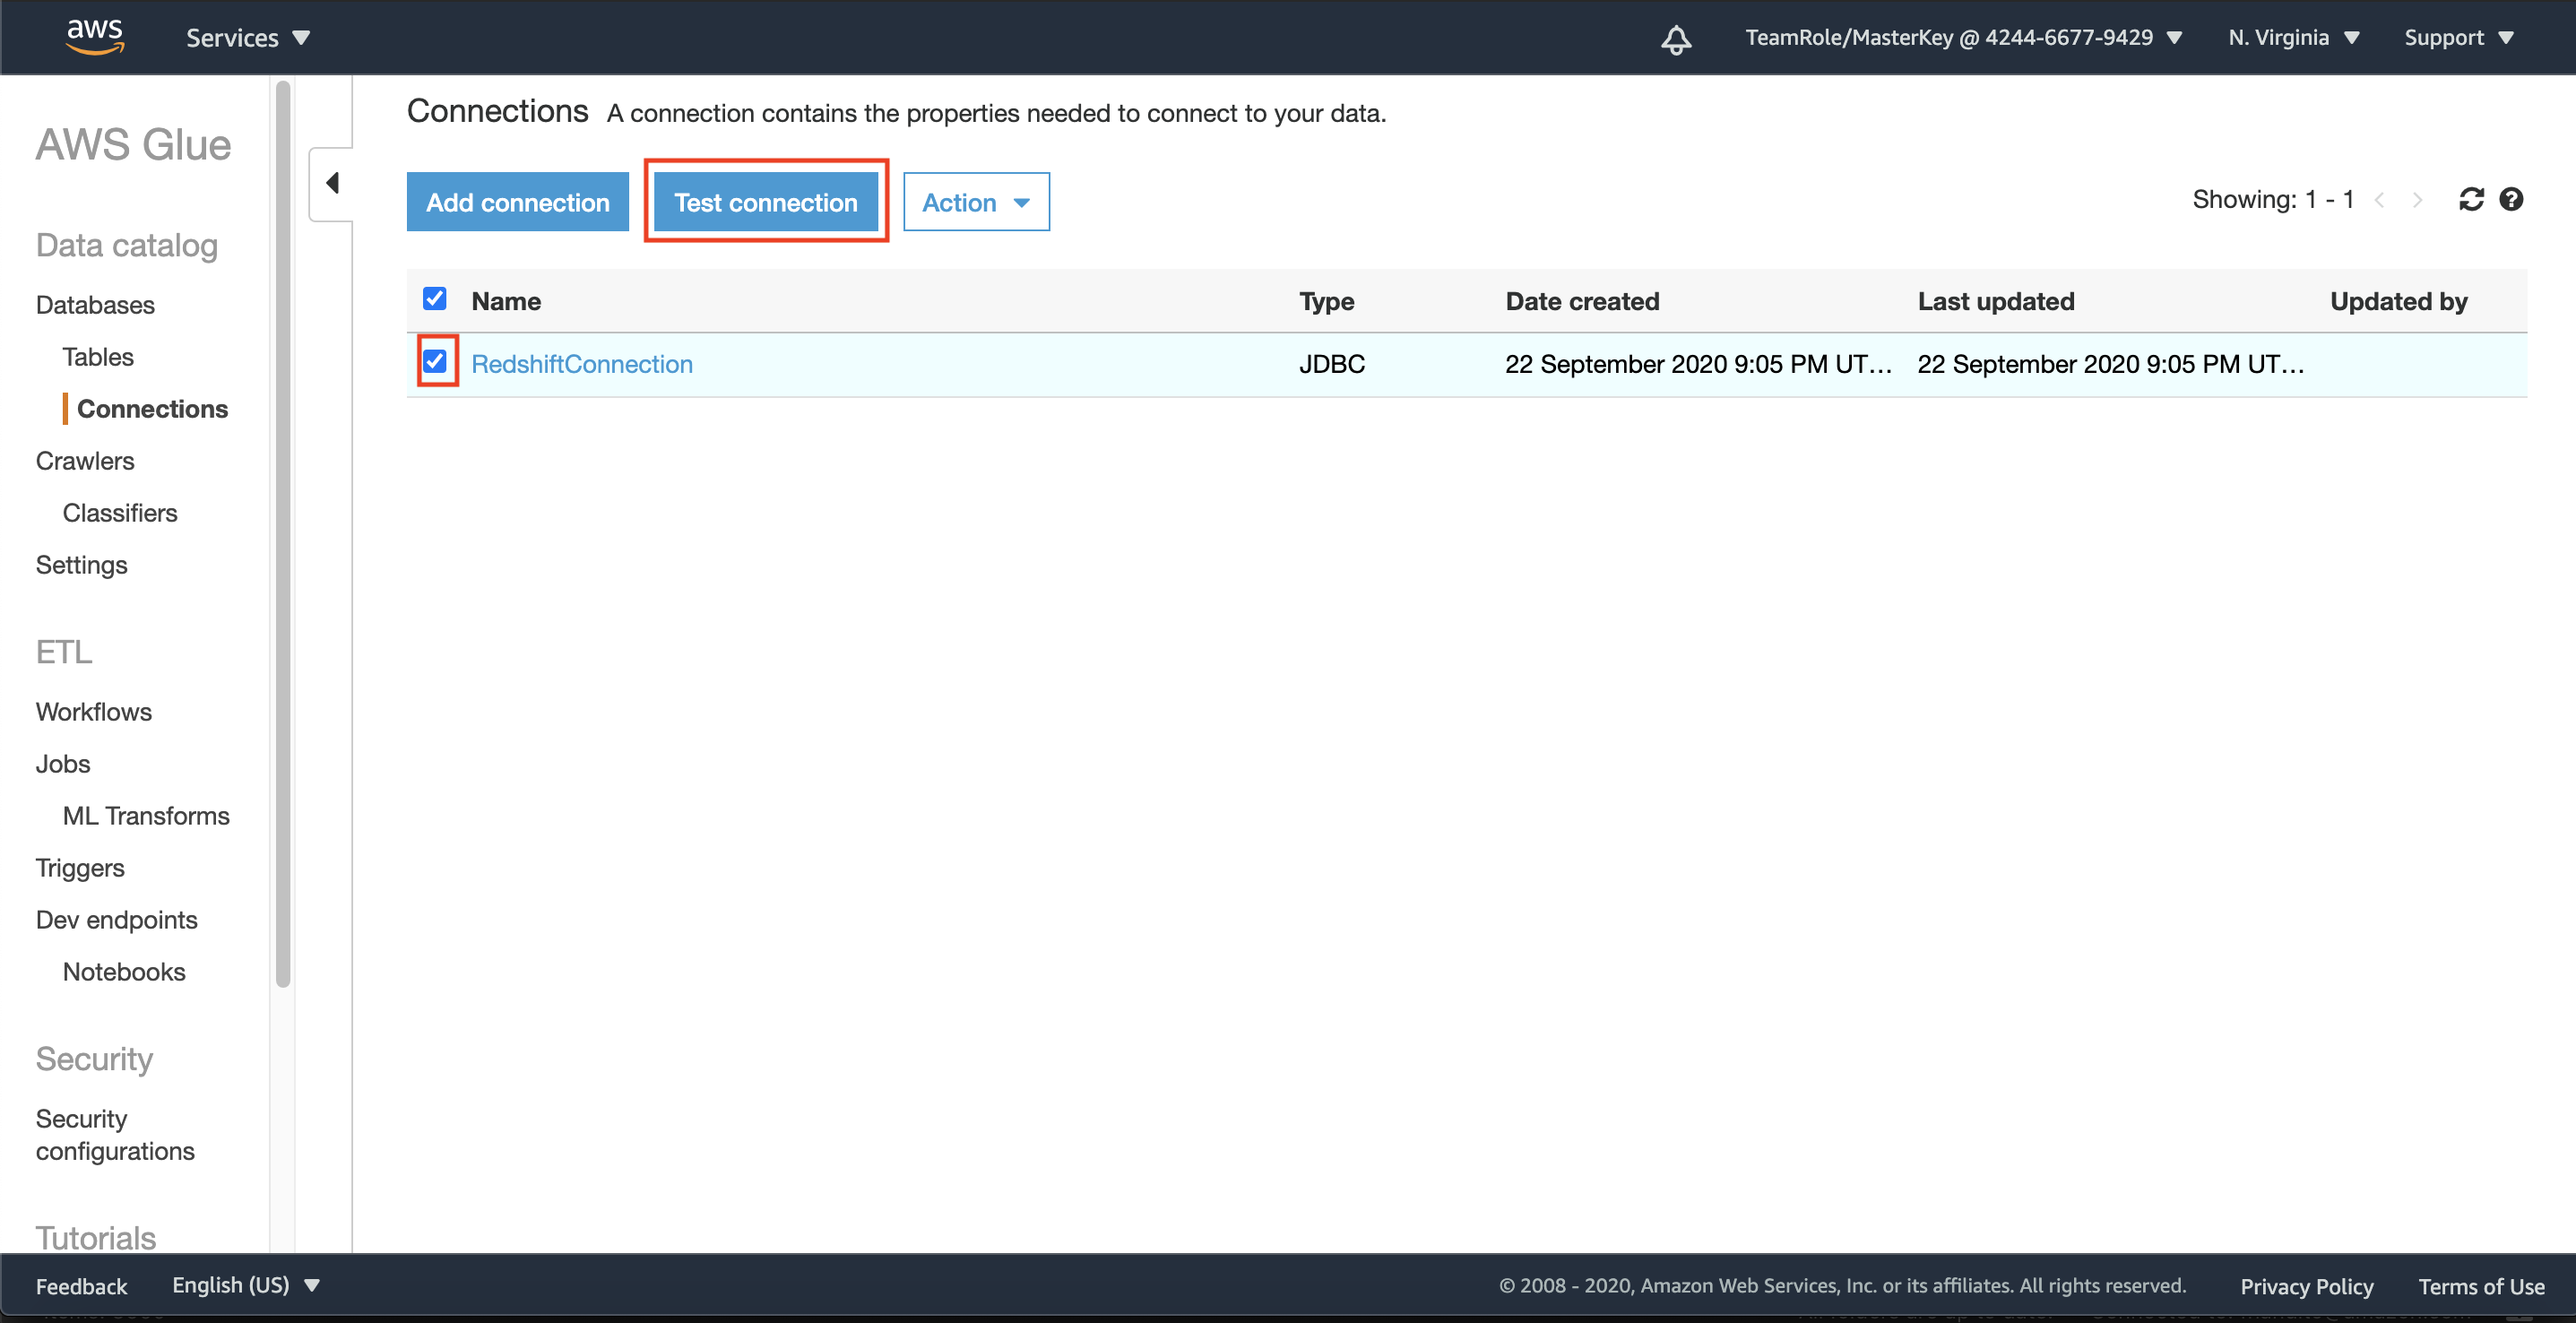 aws Services TeamRole/MasterKey @ 4244-6677-9429 N. Virginia Support
AWS Glue
Data catalog
Databases
Tables
Connections
Crawlers
Classifiers
Settings
ETL
Workflows
Jobs
ML Transforms
Triggers
Dev endpoints
Notebooks
Security
Security
configurations
Tutorials
Connections A connection contains the properties needed to connect to your data.
Add connection Test connection Action Showing: 1 - 1
Name Type Date created Last updated Updated by
RedshiftConnection JDBC 22 September 2020 9:05 PM UT... 22 September 2020 9:05 PM UT...
Feedback English (US) © 2008 - 2020, Amazon Web Services, Inc. or its affiliates. All rights reserved. Privacy Policy Terms of Use